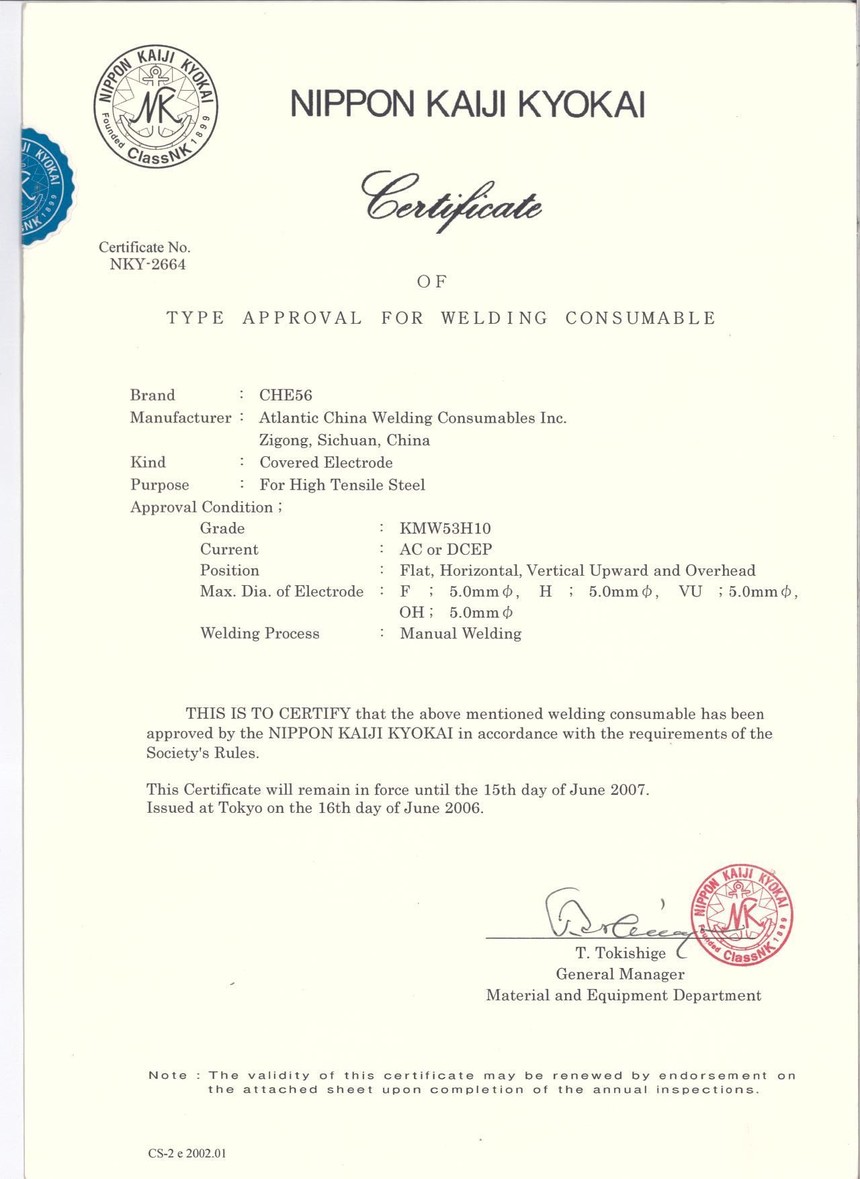 NIPPON KAIJI KYOKAI
NK
Founded 1899
ClassNK
NIPPON KAIJI KYOKAI
Certificate
JI KYOKAI
1899
NK
Certificate No.
NKY-2664
OF
TYPE APPROVAL FOR WELDING CONSUMABLE
Brand : CHE56
Manufacturer : Atlantic China Welding Consumables Inc.
Zigong, Sichuan, China
Kind : Covered Electrode
Purpose : For High Tensile Steel
Approval Condition ;
Grade : KMW53H10
Current : AC or DCEP
Position : Flat, Horizontal, Vertical Upward and Overhead
Max. Dia. of Electrode : F ; 5.0mmφ, H ; 5.0mmφ, VU ; 5.0mmφ,
OH ; 5.0mmφ
Welding Process : Manual Welding
THIS IS TO CERTIFY that the above mentioned welding consumable has been
approved by the NIPPON KAIJI KYOKAI in accordance with the requirements of the
Society's Rules.
This Certificate will remain in force until the 15th day of June 2007.
Issued at Tokyo on the 16th day of June 2006.
NIPPON KAIJI KYOKAI
NK
Founded 1899
ClassNK
T. Tokishige
General Manager
Material and Equipment Department
Note : The validity of this certificate may be renewed by endorsement on
the attached sheet upon completion of the annual inspections.
CS-2 e 2002.01